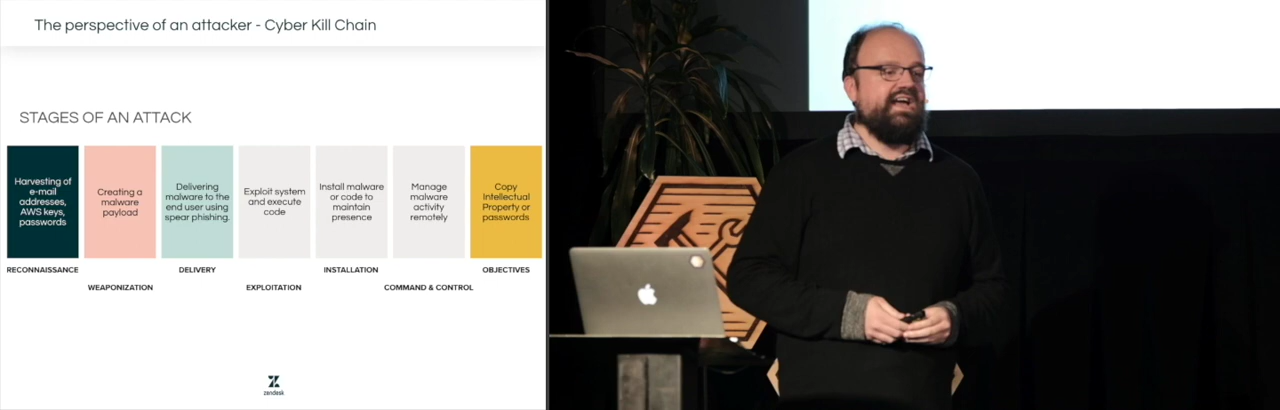 The perspective of an attacker - Cyber Kill Chain
STAGES OF AN ATTACK
Harvesting of
e-mail
addresses,
AWS keys,
passwords
Creating a
malware
payload
Delivering
malware to the
end user using
spear phishing.
Exploit system
and execute
code
Install malware
or code to
maintain
presence
Manage
malware
activity
remotely
Copy
Intellectual
Property or
passwords
RECONNAISSANCE
WEAPONIZATION
DELIVERY
EXPLOITATION
INSTALLATION
COMMAND & CONTROL
OBJECTIVES
zendesk